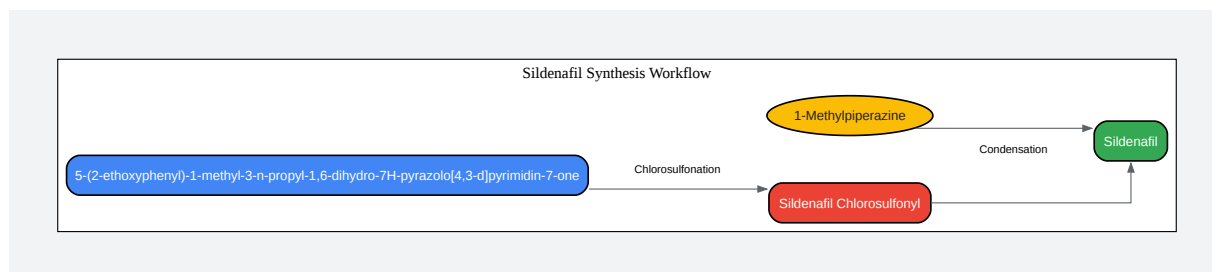 Sildenafil Synthesis Workflow
1-Methylpiperazine
Condensation
Sildenafil
5-(2-ethoxyphenyl)-1-methyl-3-n-propyl-1,6-dihydro-7H-pyrazolo[4,3-d]pyrimidin-7-one
Chlorosulfonation
Sildenafil Chlorosulfonyl